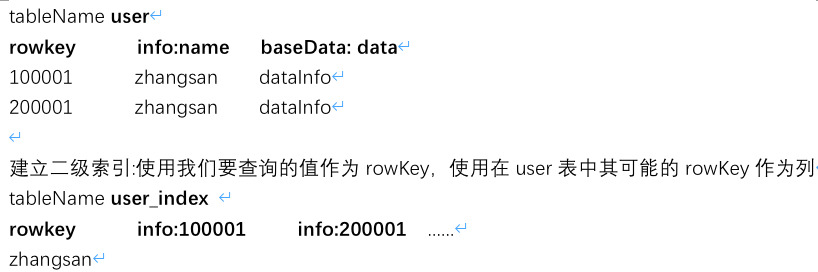 tableName user
rowkey info:name baseData: data
100001 zhangsan dataInfo
200001 zhangsan dataInfo
建立二级索引:使用我们要查询的值作为 rowKey，使用在 user 表中其可能的 rowKey 作为列
tableName user_index
rowkey info:100001 info:200001 ……
zhangsan